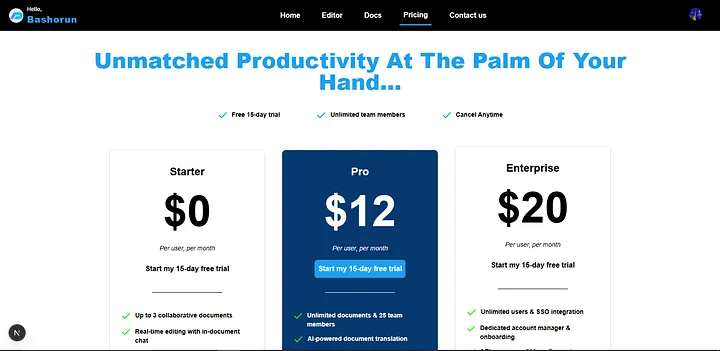 Hello,
Bashorun
Home
Editor
Docs
Pricing
Contact us
Unmatched Productivity At The Palm Of Your
Hand...
Free 15-day trial
Unlimited team members
Cancel Anytime
Starter
$0
Per user, per month
Start my 15-day free trial
Up to 3 collaborative documents
Real-time editing with in-document
chat
Pro
$12
Per user, per month
Start my 15-day free trial
Unlimited documents & 25 team
members
AI-powered document translation
Enterprise
$20
Per user, per month
Start my 15-day free trial
Unlimited users & SSO integration
Dedicated account manager &
onboarding
N